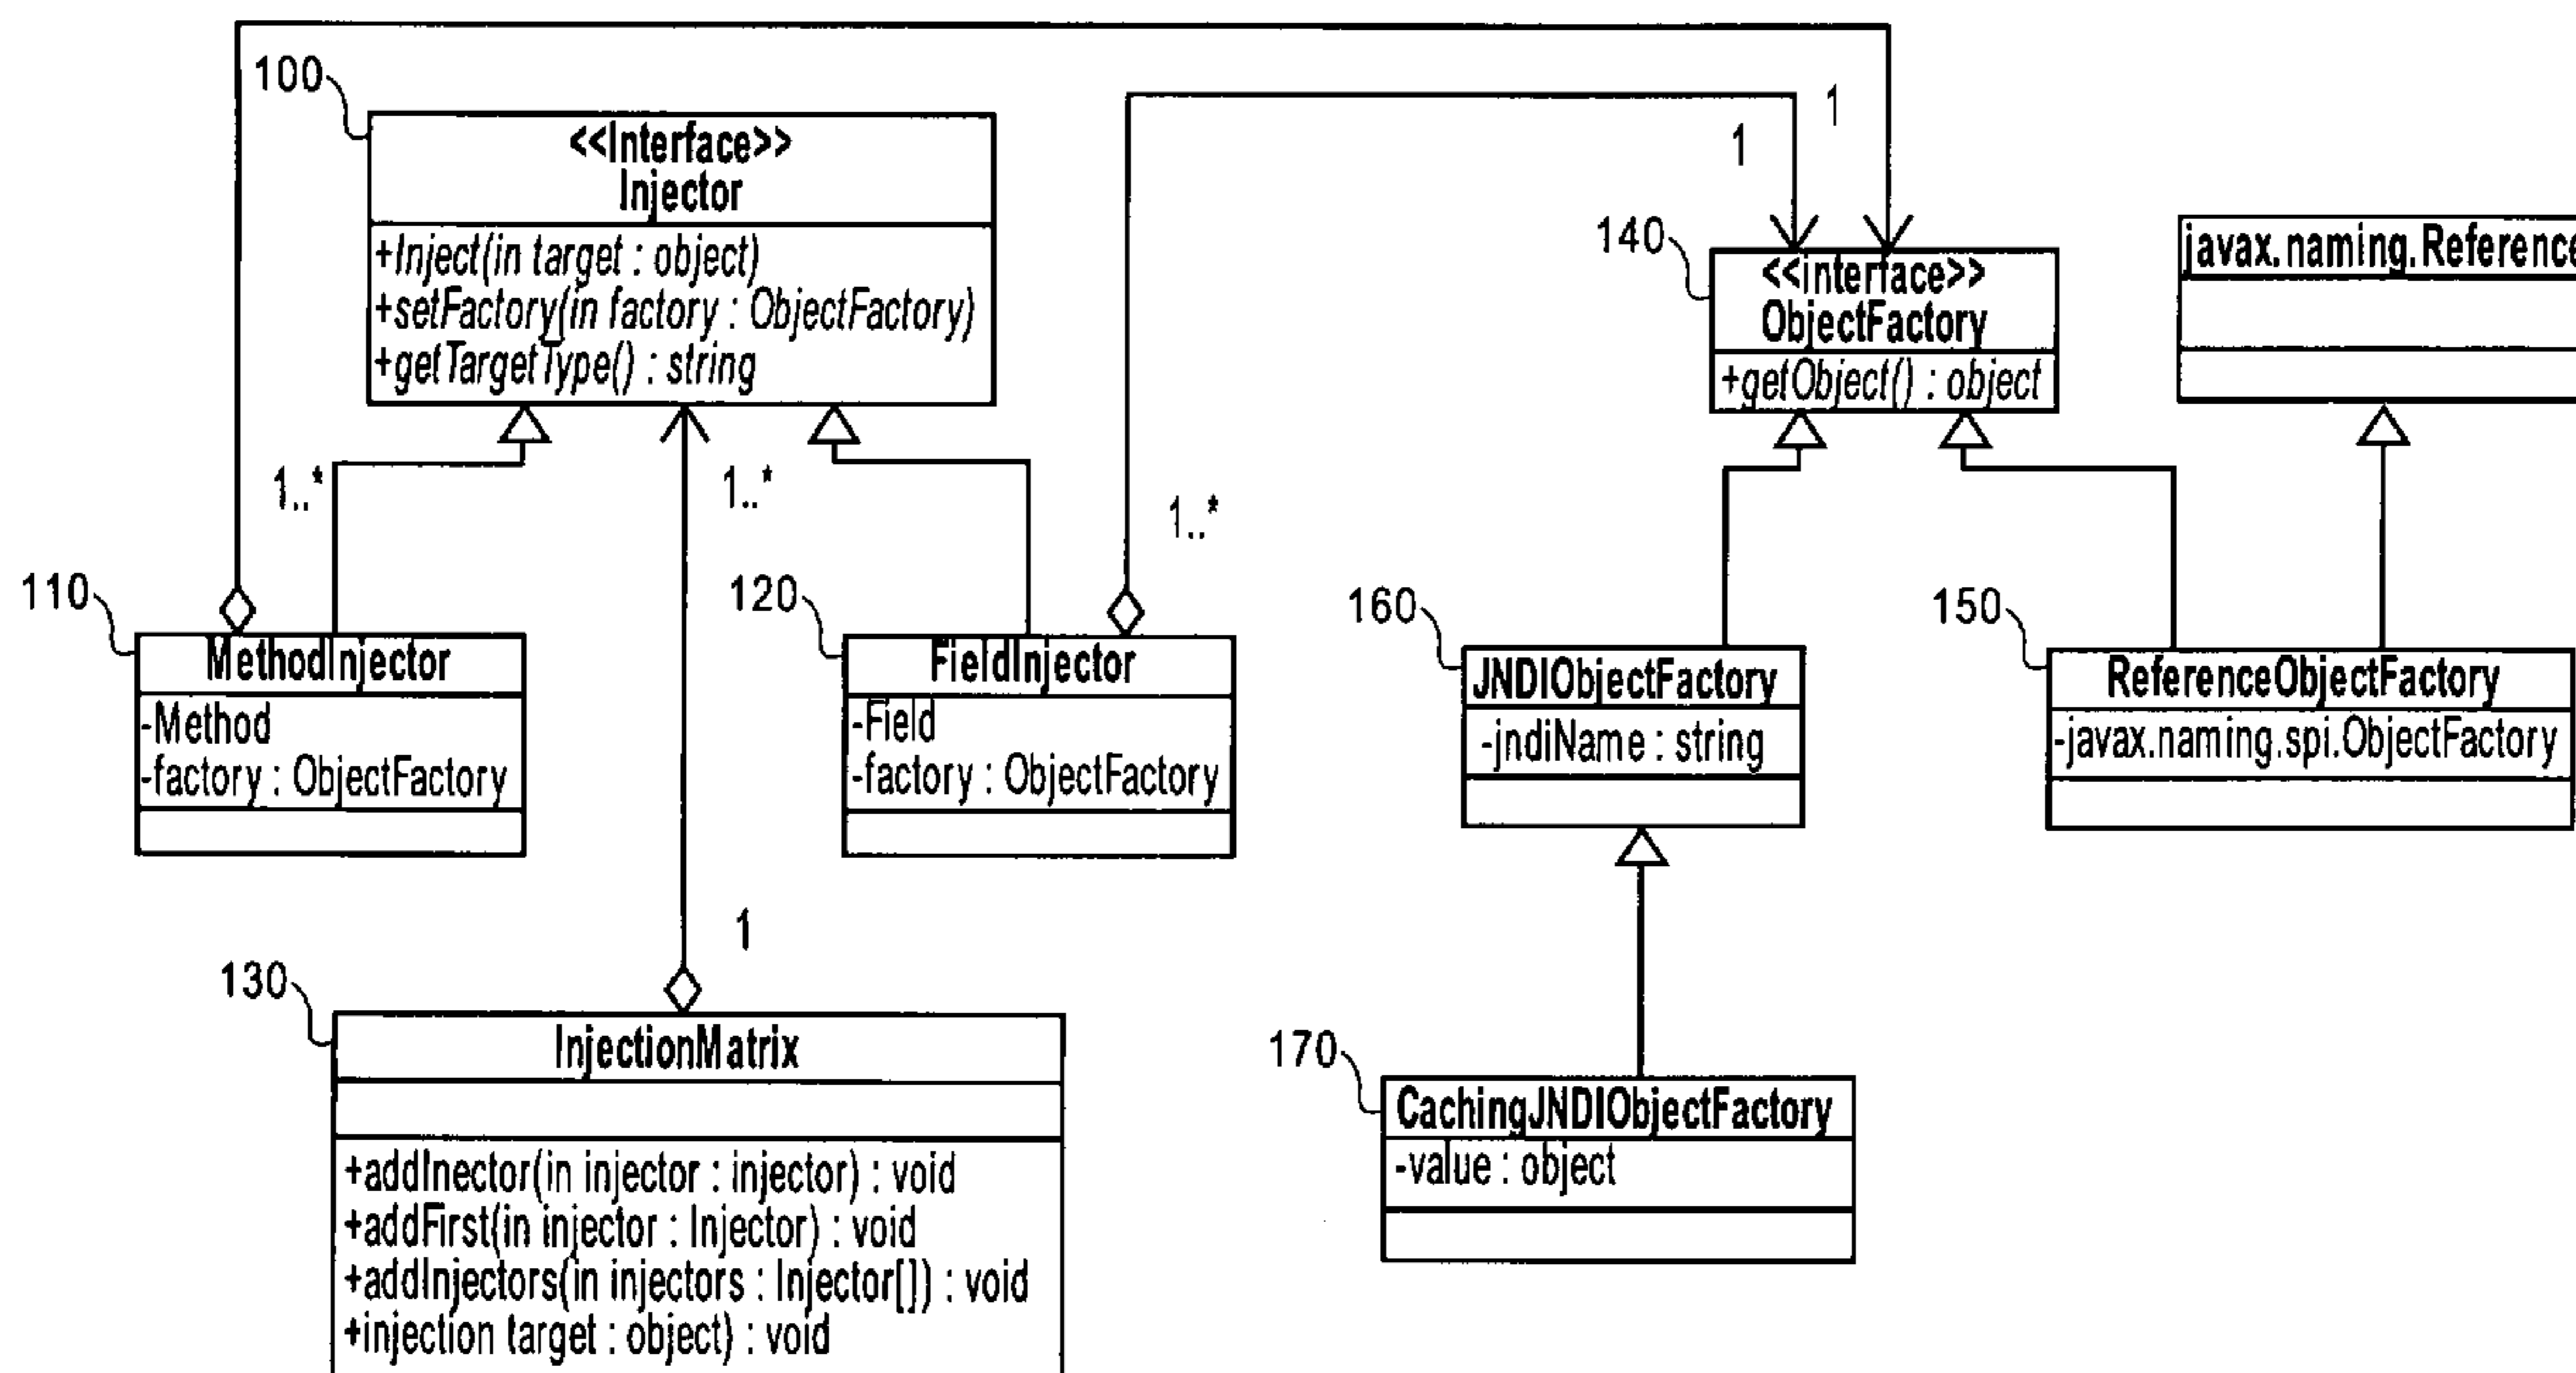 100
<<Interface>>
Injector
+Inject(in target : object)
+setFactory(in factory : ObjectFactory)
+getTargetType() : string
1
1
140
<<interface>>
ObjectFactory
+getObject() : object
javax.naming.Reference
1..*
1..*
1..*
110
MethodInjector
-Method
-factory : ObjectFactory
120
FieldInjector
-Field
-factory : ObjectFactory
160
JNDIObjectFactory
-jndiName : string
150
ReferenceObjectFactory
-javax.naming.spi.ObjectFactory
1
130
InjectionMatrix
+addInector(in injector : injector) : void
+addFirst(in injector : Injector) : void
+addInjectors(in injectors : Injector[]) : void
+injection target : object) : void
170
CachingJNDIObjectFactory
-value : object